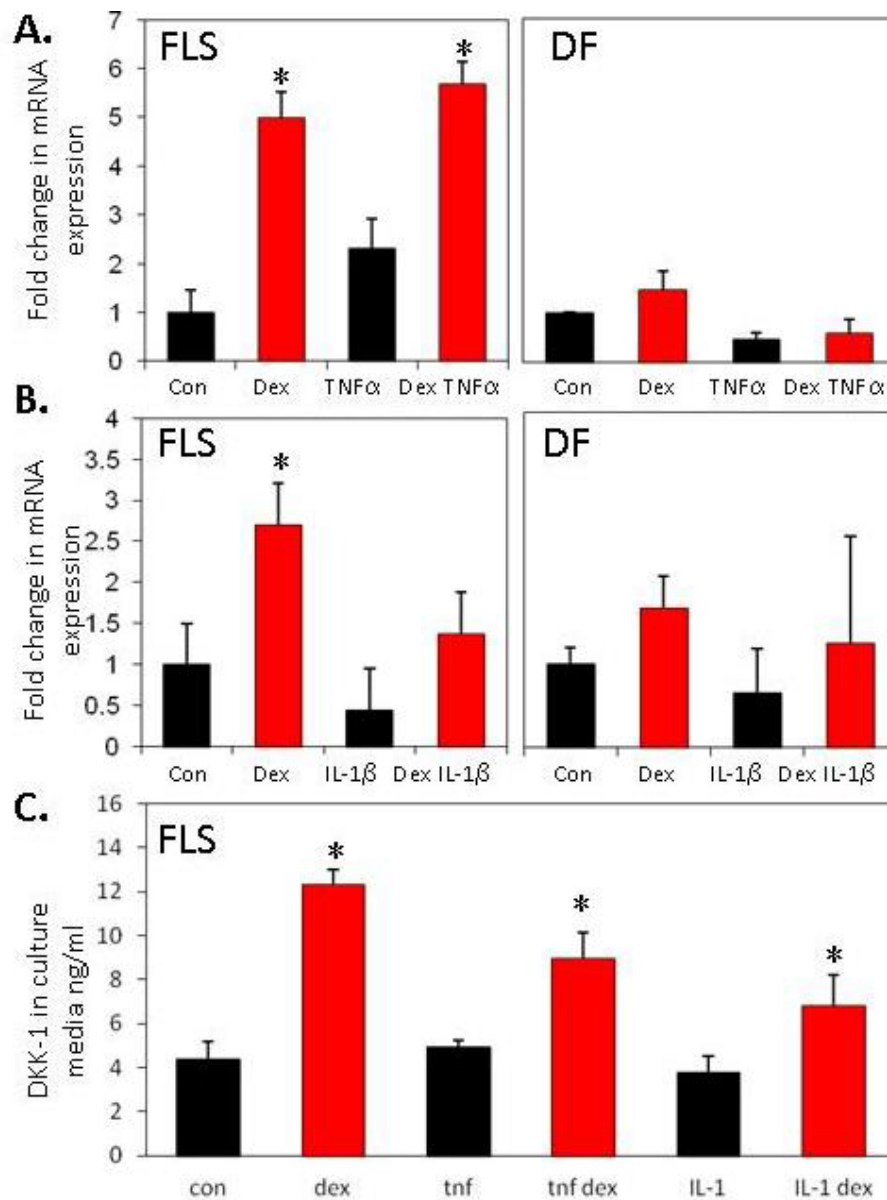 A.
Fold change in mRNA
expression
7
6
5
4
3
2
1
0
FLS
*
*
Con Dex TNFα Dex TNFα
DF
Con Dex TNFα Dex TNFα
B.
Fold change in mRNA
expression
4
3.5
3
2.5
2
1.5
1
0.5
0
FLS
*
Con Dex IL-1β Dex IL-1β
DF
Con Dex IL-1β Dex IL-1β
C.
DKK-1 in culture
media ng/ml
16
14
12
10
8
6
4
2
0
FLS
*
*
*
con dex tnf tnf dex IL-1 IL-1 dex